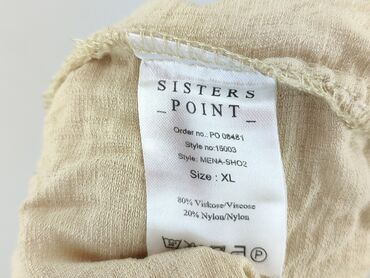 SISTERS
_POINT_
Order no.: PO 08481
Style no:15003
Style: MENA-SHO2
Size : XL
80% Viskose/Viscose
20% Nylon/Nylon
P